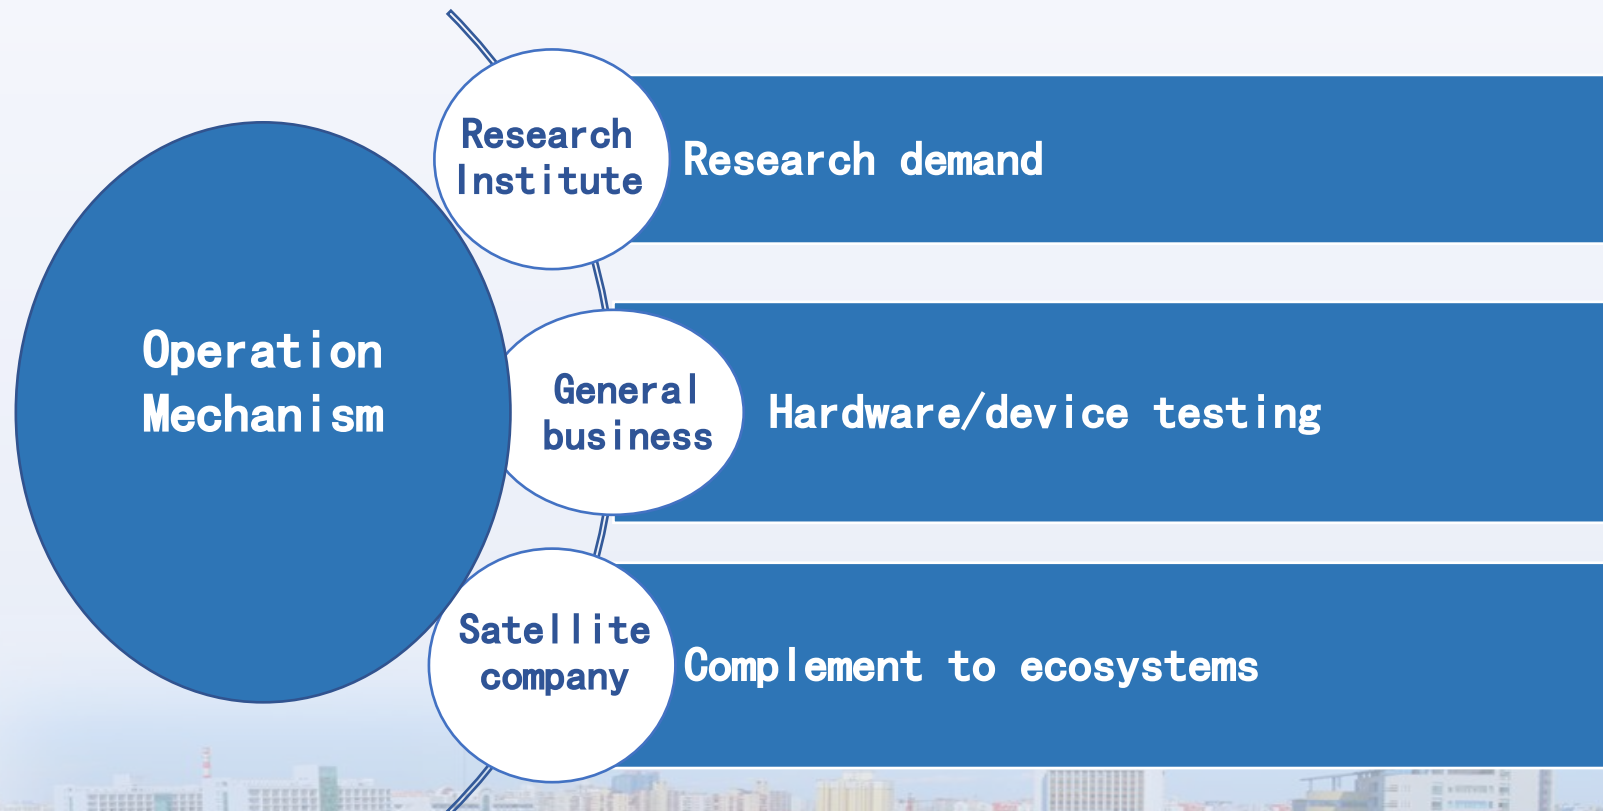 Operation
Mechanism
Research
Institute
Research demand
General
business
Hardware/device testing
Satellite
company
Complement to ecosystems